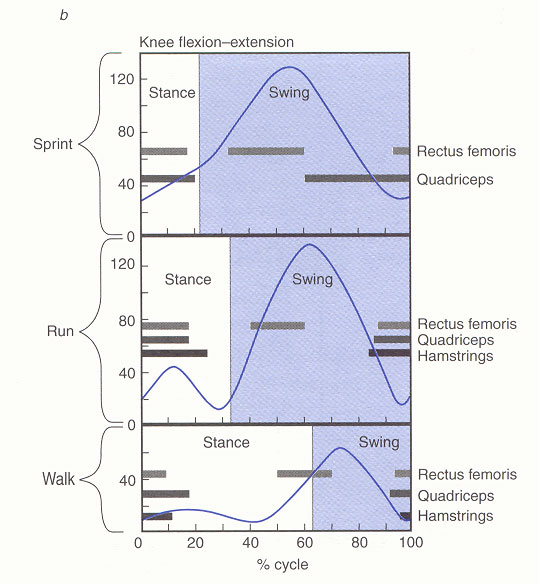 b
Knee flexion–extension
120
Stance
Swing
80
Sprint
Rectus femoris
40
Quadriceps
0
120
Stance
Swing
80
Rectus femoris
Run
Quadriceps
Hamstrings
40
0
Stance
Swing
Walk
40
Rectus femoris
Quadriceps
Hamstrings
0 20 40 60 80 100
% cycle